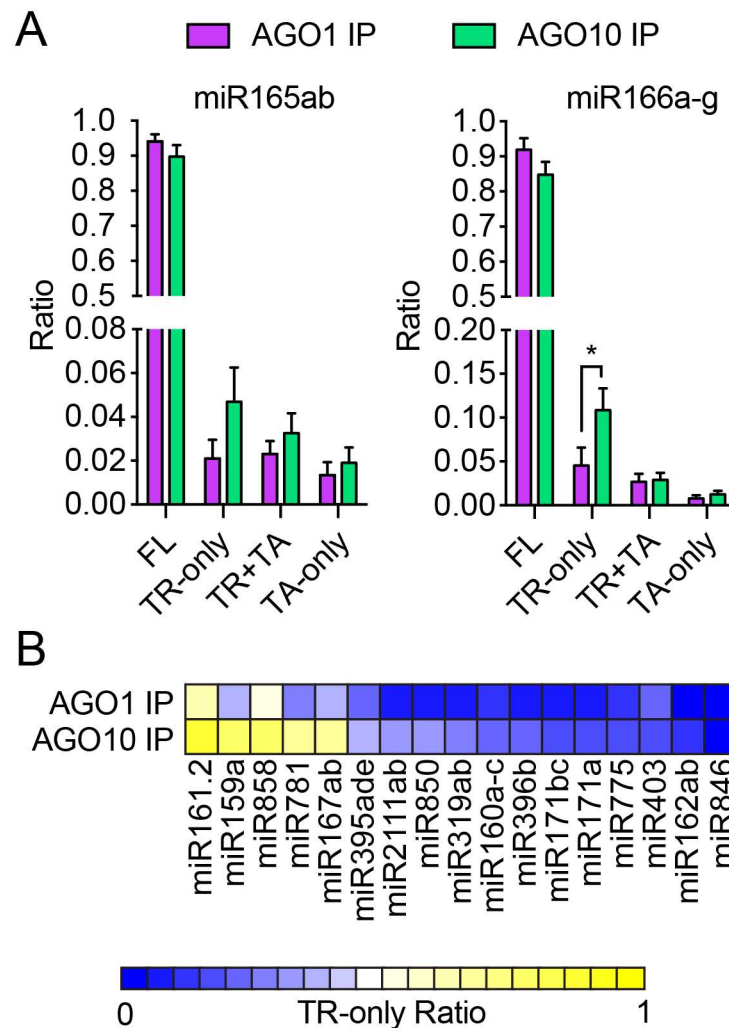 A
AGO1 IP AGO10 IP
miR165ab
miR166a-g
Ratio
1.0
0.9
0.8
0.7
0.6
0.5
0.08
0.06
0.04
0.02
0.00
FL
TR-only
TR+TA
TA-only
Ratio
1.0
0.9
0.8
0.7
0.6
0.5
0.20
0.15
0.10
0.05
0.00
*
FL
TR-only
TR+TA
TA-only
B
AGO1 IP
AGO10 IP
miR161.2
miR159a
miR858
miR781
miR167ab
miR395ade
miR2111ab
miR850
miR319ab
miR160a-c
miR396b
miR171bc
miR171a
miR775
miR403
miR162ab
miR846
0 TR-only Ratio 1